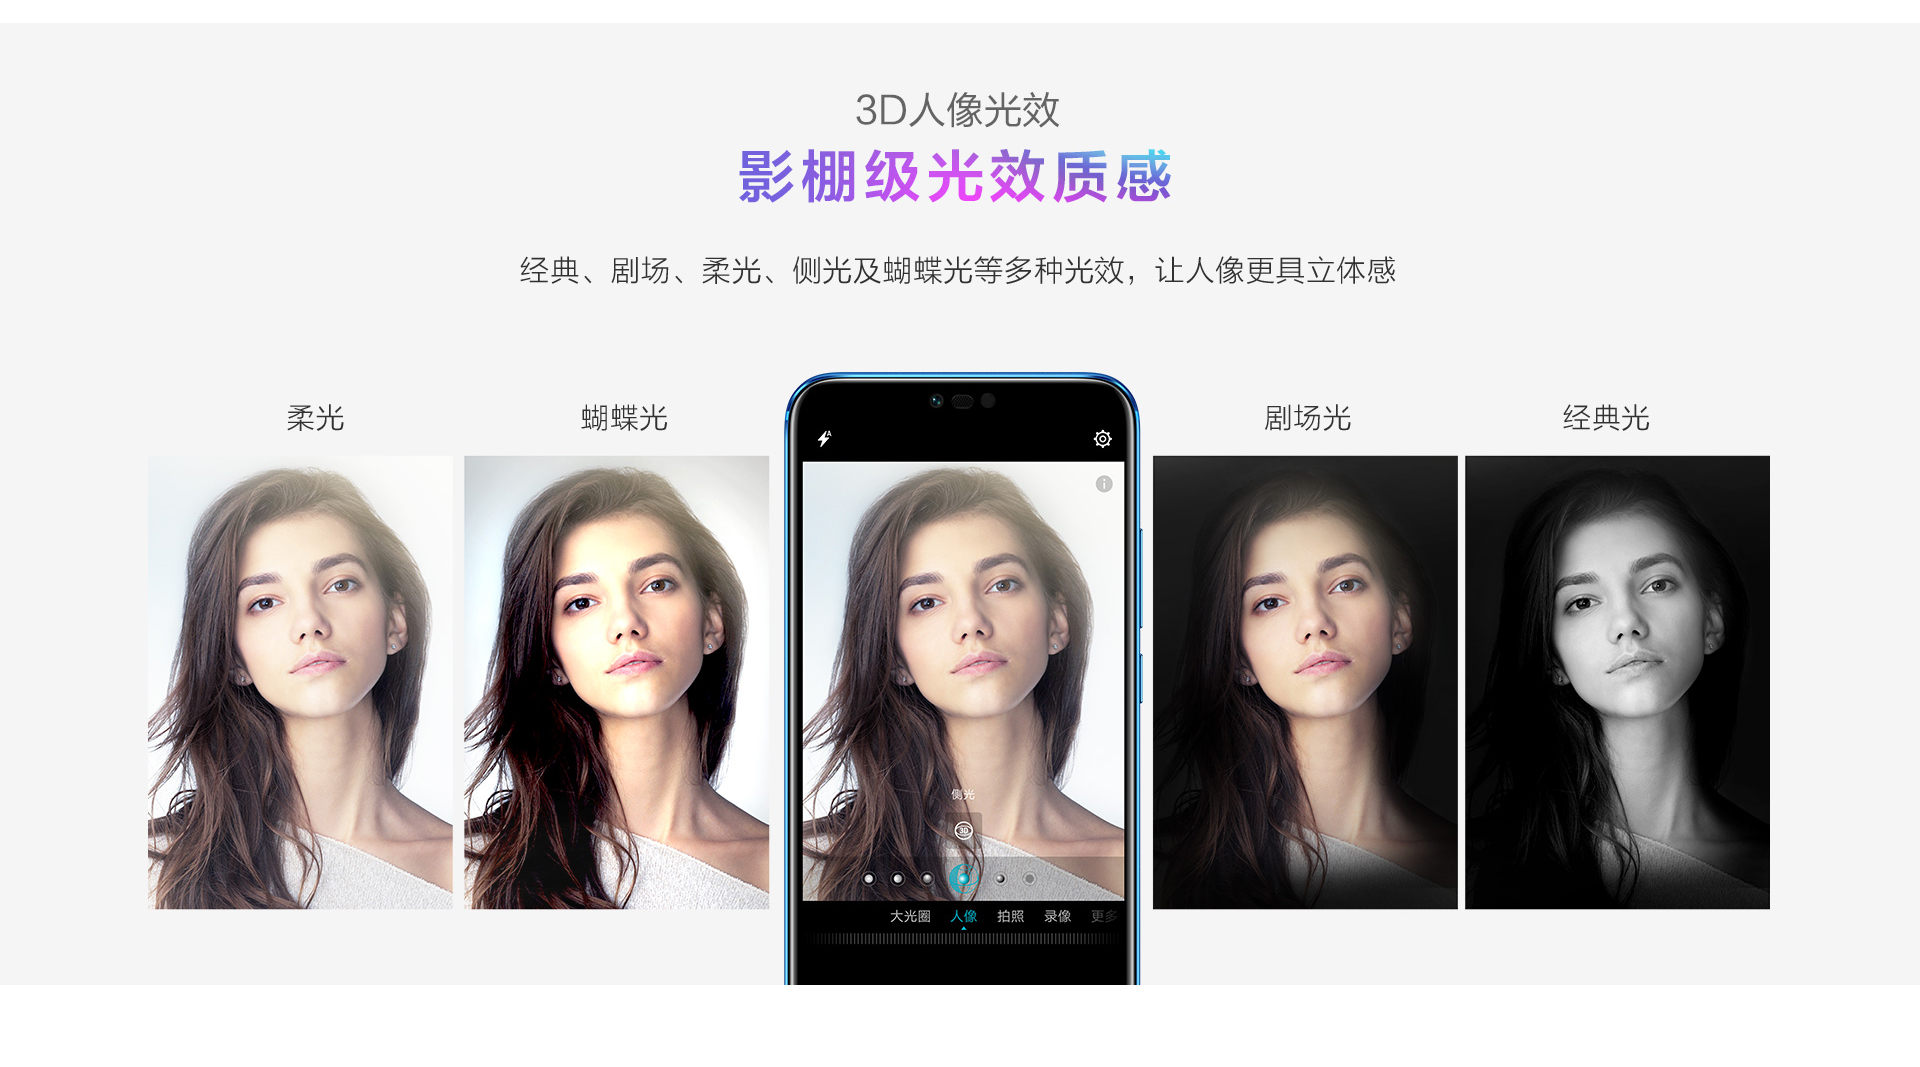 3D人像光效
影棚级光效质感
经典、剧场、柔光、侧光及蝴蝶光等多种光效，让人像更具立体感
柔光
蝴蝶光
剧场光
经典光
A
侧光
3D
大光圈 人像 拍照 录像 更多